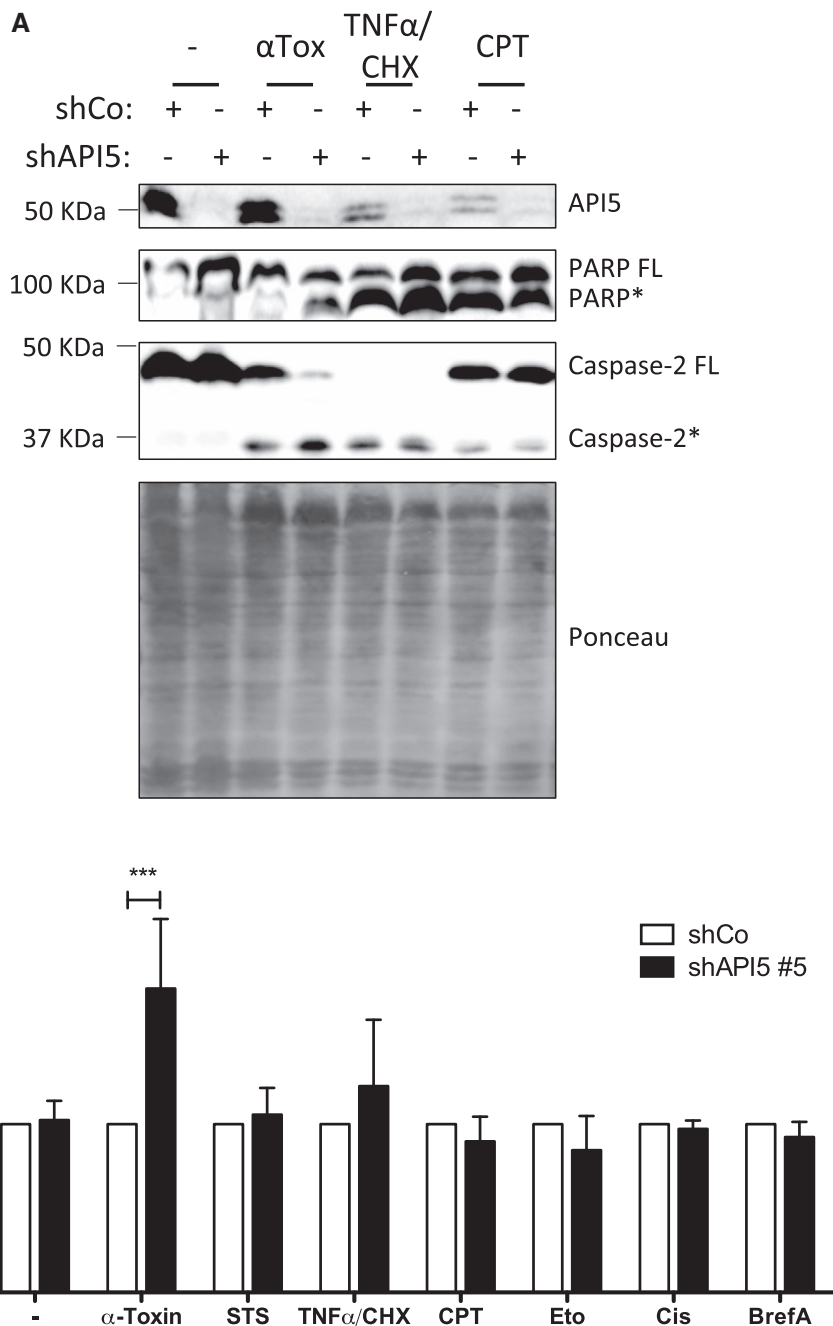 A
- αTox TNFα/ CHX CPT
shCo: + - + - + - + -
shAPI5: - + - + - + - +
50 KDa API5
100 KDa PARP FL
PARP*
50 KDa
Caspase-2 FL
37 KDa Caspase-2*
Ponceau
***
shCo
shAPI5 #5
- α-Toxin STS TNFα/CHX CPT Eto Cis BrefA